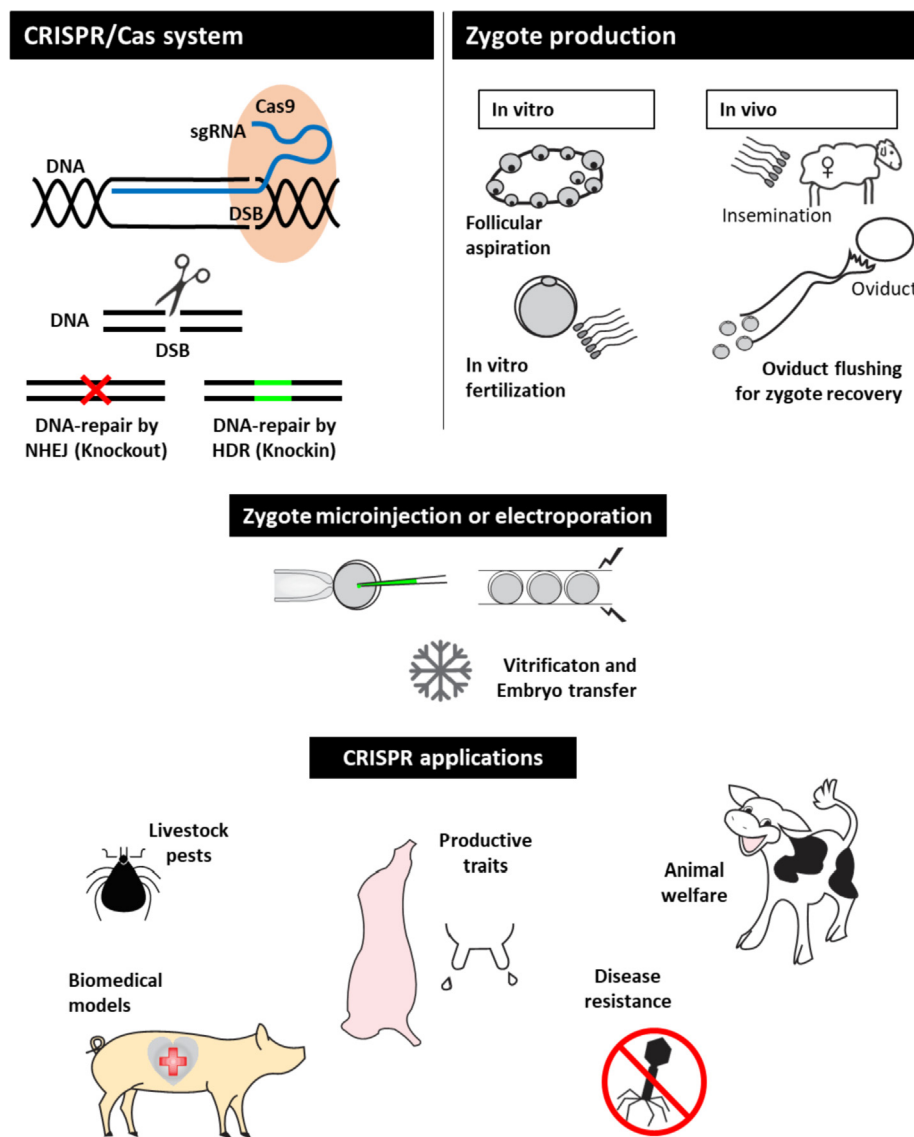 CRISPR/Cas system
Cas9
sgRNA
DNA
DSB
DNA
DSB
DNA-repair by
NHEJ (Knockout)
DNA-repair by
HDR (Knockin)
Zygote production
In vitro
Follicular
aspiration
In vitro
fertilization
In vivo
Insemination
Oviduct
Oviduct flushing
for zygote recovery
Zygote microinjection or electroporation
Vitrificaton and
Embryo transfer
CRISPR applications
Livestock
pests
Productive
traits
Animal
welfare
Biomedical
models
Disease
resistance